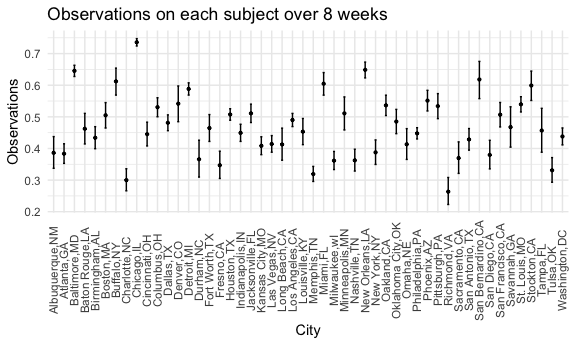 Observations on each subject over 8 weeks
Observations
0.7
0.6
0.5
0.4
0.3
0.2
Albuquerque,NM
Atlanta,GA
Baltimore,MD
Baton Rouge,LA
Birmingham,AL
Boston,MA
Buffalo,NY
Charlotte,NC
Chicago,IL
Cincinnati,OH
Columbus,OH
Dallas,TX
Denver,CO
Detroit,MI
Durham,NC
Fort Worth,TX
Fresno,CA
Houston,TX
Indianapolis,IN
Jacksonville,FL
Kansas City,MO
Las Vegas,NV
Long Beach,CA
Los Angeles,CA
Louisville,KY
Memphis,TN
Miami,FL
Milwaukee,wI
Minneapolis,MN
Nashville,TN
New Orleans,LA
New York,NY
Oakland,CA
Oklahoma City,OK
Omaha,NE
Philadelphia,PA
Phoenix,AZ
Pittsburgh,PA
Richmond,VA
Sacramento,CA
San Antonio,TX
San Bernardino,CA
San Diego,CA
San Francisco,CA
Savannah,GA
St. Louis,MO
Stockton,CA
Tampa,FL
Tulsa,OK
Washington,DC
City